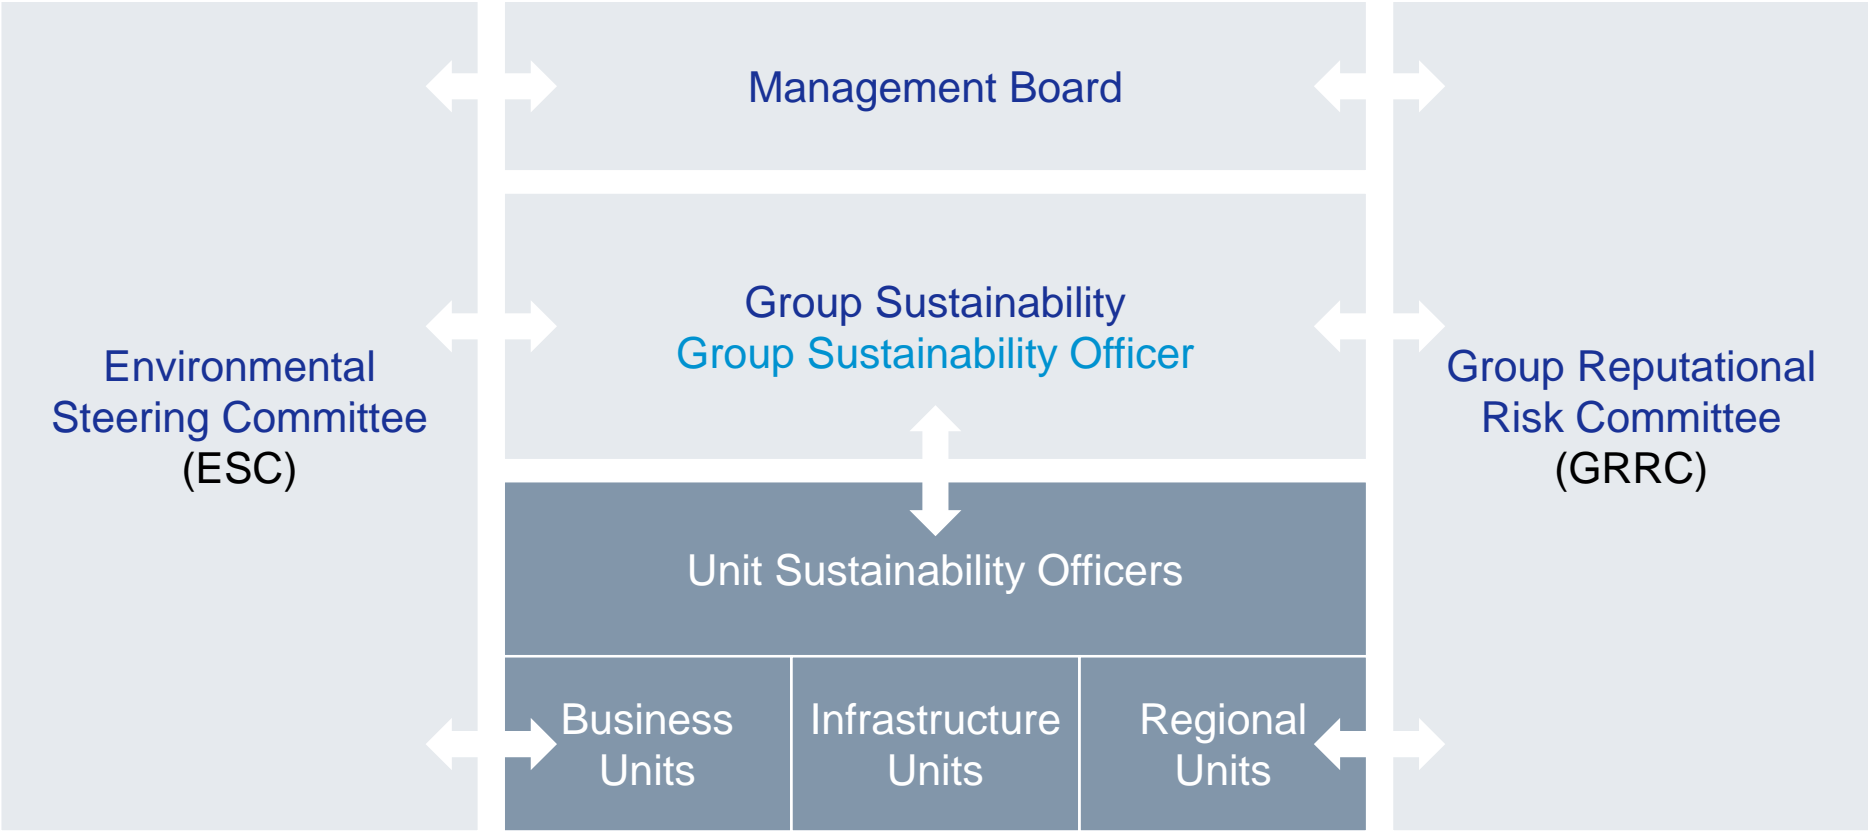 Management Board
Group Sustainability
Group Sustainability Officer
Environmental
Steering Committee
(ESC)
Group Reputational
Risk Committee
(GRRC)
Unit Sustainability Officers
Business
Units
Infrastructure
Units
Regional
Units